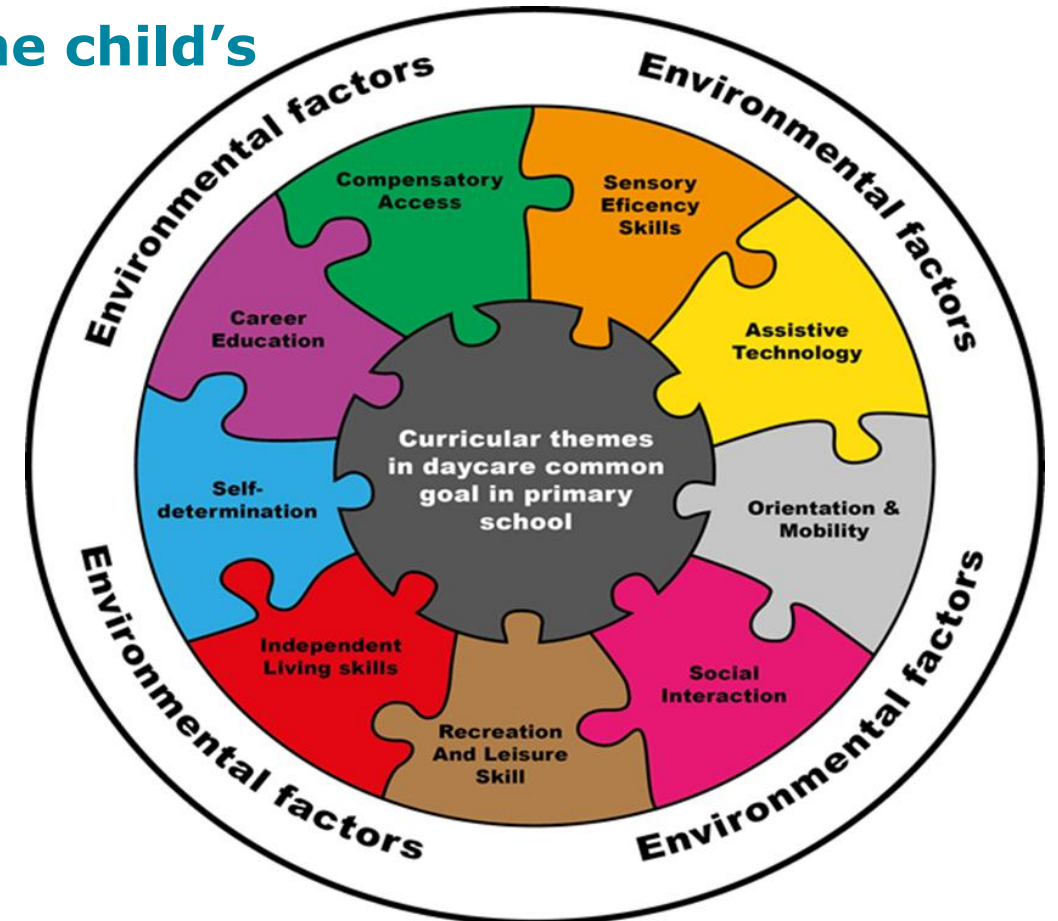 ne child's
Environmental factors
Environmental factors
Compensatory
Access
Sensory
Eficency
Skills
Career
Education
Assistive
Technology
Curricular themes
in daycare common
goal in primary
school
Self-
determination
Orientation &
Mobility
Independent
Living skills
Social
Interaction
Recreation
And Leisure
Skill
Environmental factors
Environmental factors